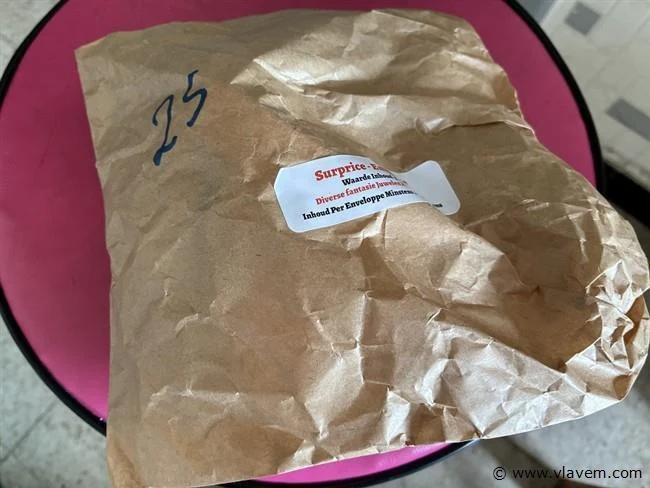 25
Surprice -
Waarde Inhoud
Diverse fantasie Juwelen
Inhoud Per Enveloppe
© www.vlavem.com